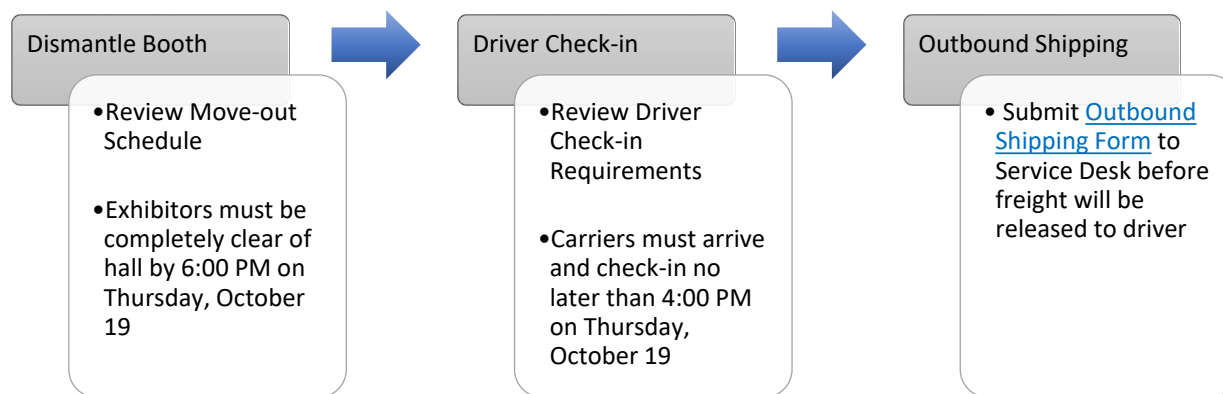 Dismantle Booth
•Review Move-out
Schedule
•Exhibitors must be
completely clear of
hall by 6:00 PM on
Thursday, October
19
Driver Check-in
•Review Driver
Check-in
Requirements
•Carriers must arrive
and check-in no
later than 4:00 PM
on Thursday,
October 19
Outbound Shipping
• Submit Outbound
Shipping Form to
Service Desk before
freight will be
released to driver